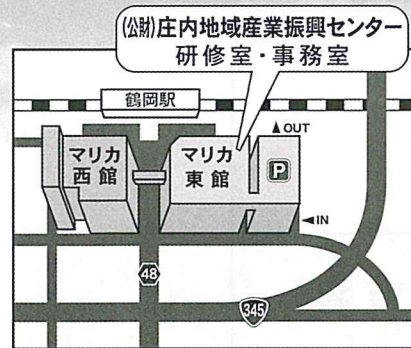 (公財)庄内地域産業振興センター
研修室・事務室
鶴岡駅
マリカ
西館
マリカ
東館
▲OUT
P
◀IN
48
345